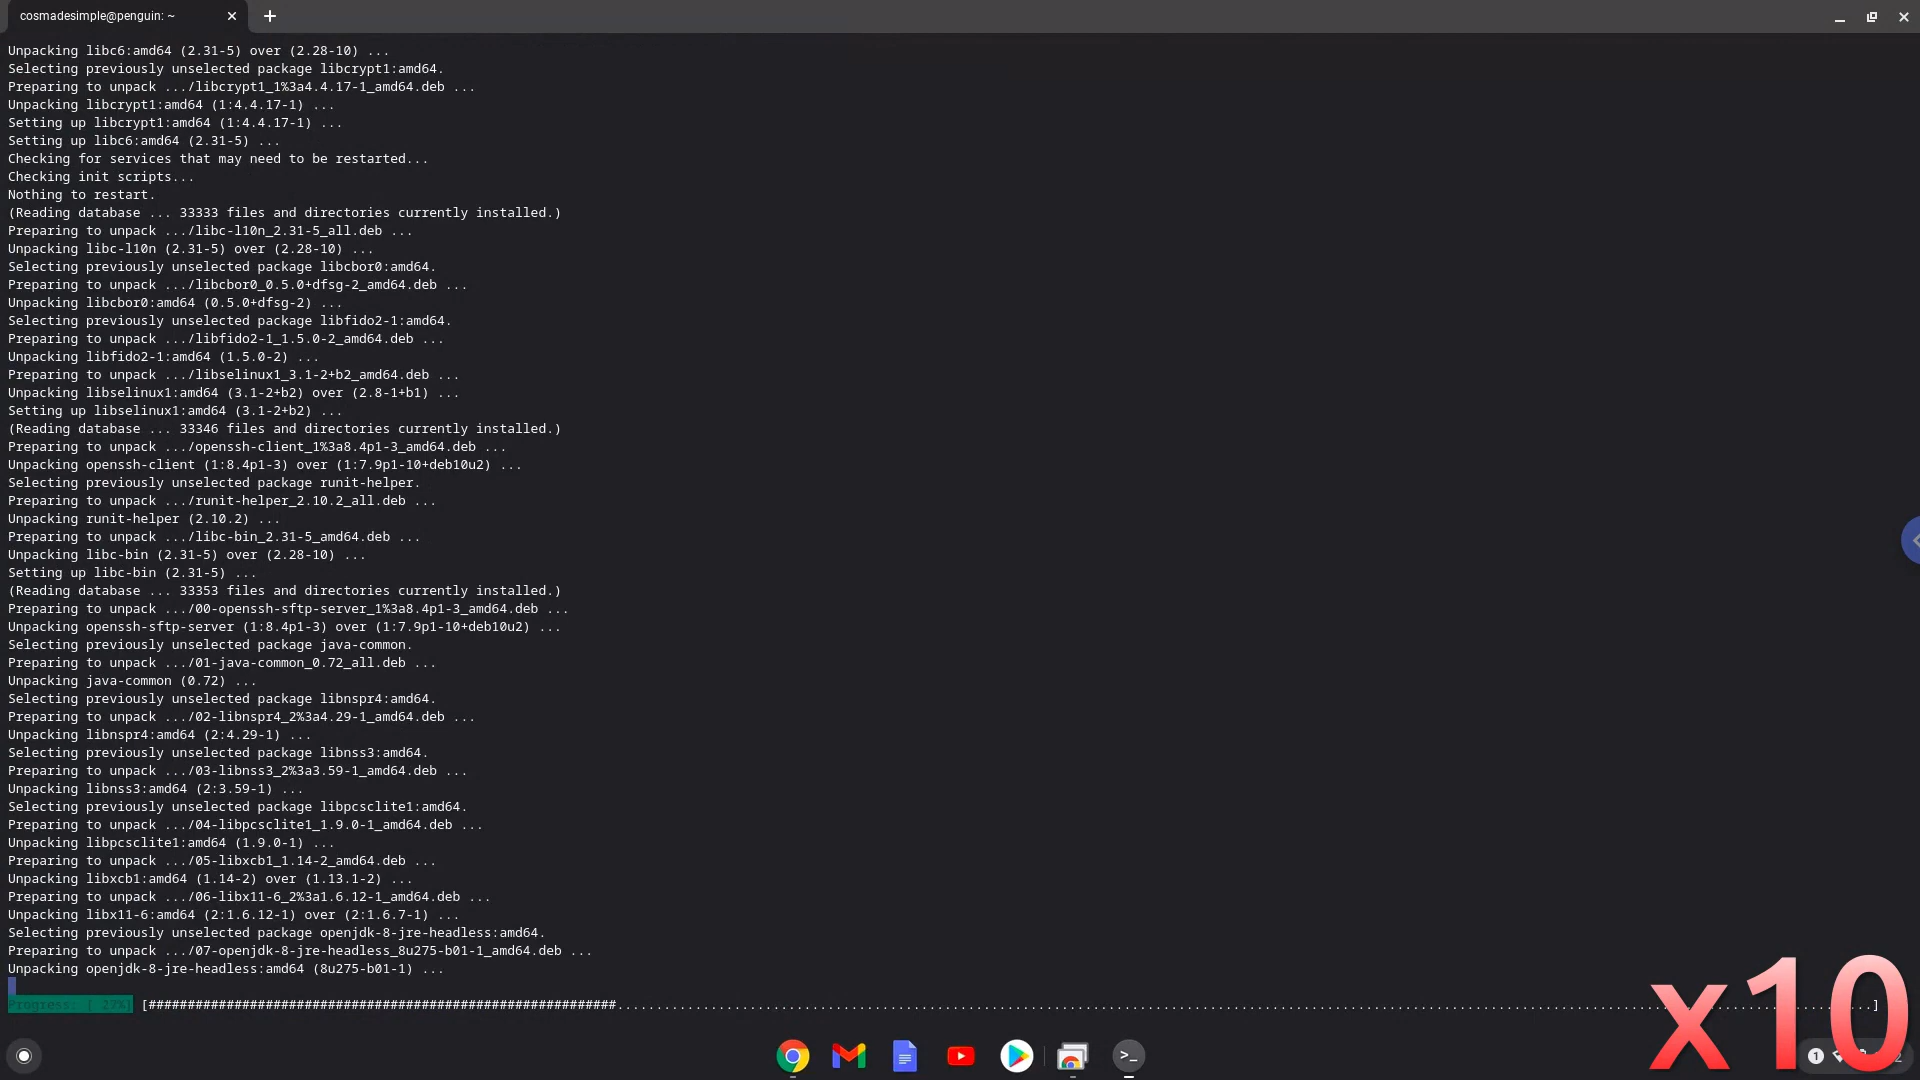 cosmadesimple@penguin: ~
Unpacking libc6:amd64 (2.31-5) over (2.28-10) ...
Selecting previously unselected package libcrypt1:amd64.
Preparing to unpack .../libcrypt1_1%3a4.4.17-1_amd64.deb ...
Unpacking libcrypt1:amd64 (1:4.4.17-1) ...
Setting up libcrypt1:amd64 (1:4.4.17-1) ...
Setting up libc6:amd64 (2.31-5) ...
Checking for services that may need to be restarted...
Checking init scripts...
Nothing to restart.
(Reading database ... 33333 files and directories currently installed.)
Preparing to unpack .../libc-l10n_2.31-5_all.deb ...
Unpacking libc-l10n (2.31-5) over (2.28-10) ...
Selecting previously unselected package libcbor0:amd64.
Preparing to unpack .../libcbor0_0.5.0+dfsg-2_amd64.deb ...
Unpacking libcbor0:amd64 (0.5.0+dfsg-2) ...
Selecting previously unselected package libfido2-1:amd64.
Preparing to unpack .../libfido2-1_1.5.0-2_amd64.deb ...
Unpacking libfido2-1:amd64 (1.5.0-2) ...
Preparing to unpack .../libselinux1_3.1-2+b2_amd64.deb ...
Unpacking libselinux1:amd64 (3.1-2+b2) over (2.8-1+b1) ...
Setting up libselinux1:amd64 (3.1-2+b2) ...
(Reading database ... 33346 files and directories currently installed.)
Preparing to unpack .../openssh-client_1%3a8.4p1-3_amd64.deb ...
Unpacking openssh-client (1:8.4p1-3) over (1:7.9p1-10+deb10u2) ...
Selecting previously unselected package runit-helper.
Preparing to unpack .../runit-helper_2.10.2_all.deb ...
Unpacking runit-helper (2.10.2) ...
Preparing to unpack .../libc-bin_2.31-5_amd64.deb ...
Unpacking libc-bin (2.31-5) over (2.28-10) ...
Setting up libc-bin (2.31-5) ...
(Reading database ... 33353 files and directories currently installed.)
Preparing to unpack .../00-openssh-sftp-server_1%3a8.4p1-3_amd64.deb ...
Unpacking openssh-sftp-server (1:8.4p1-3) over (1:7.9p1-10+deb10u2) ...
Selecting previously unselected package java-common.
Preparing to unpack .../01-java-common_0.72_all.deb ...
Unpacking java-common (0.72) ...
Selecting previously unselected package libnspr4:amd64.
Preparing to unpack .../02-libnspr4_2%3a4.29-1_amd64.deb ...
Unpacking libnspr4:amd64 (2:4.29-1) ...
Selecting previously unselected package libnss3:amd64.
Preparing to unpack .../03-libnss3_2%3a3.59-1_amd64.deb ...
Unpacking libnss3:amd64 (2:3.59-1) ...
Selecting previously unselected package libpcsclite1:amd64.
Preparing to unpack .../04-libpcsclite1_1.9.0-1_amd64.deb ...
Unpacking libpcsclite1:amd64 (1.9.0-1) ...
Preparing to unpack .../05-libxcb1_1.14-2_amd64.deb ...
Unpacking libxcb1:amd64 (1.14-2) over (1.13.1-2) ...
Preparing to unpack .../06-libx11-6_2%3a1.6.12-1_amd64.deb ...
Unpacking libx11-6:amd64 (2:1.6.12-1) over (2:1.6.7-1) ...
Selecting previously unselected package openjdk-8-jre-headless:amd64.
Preparing to unpack .../07-openjdk-8-jre-headless_8u275-b01-1_amd64.deb ...
Unpacking openjdk-8-jre-headless:amd64 (8u275-b01-1) ...
Progress: [ 27%]
x10
1